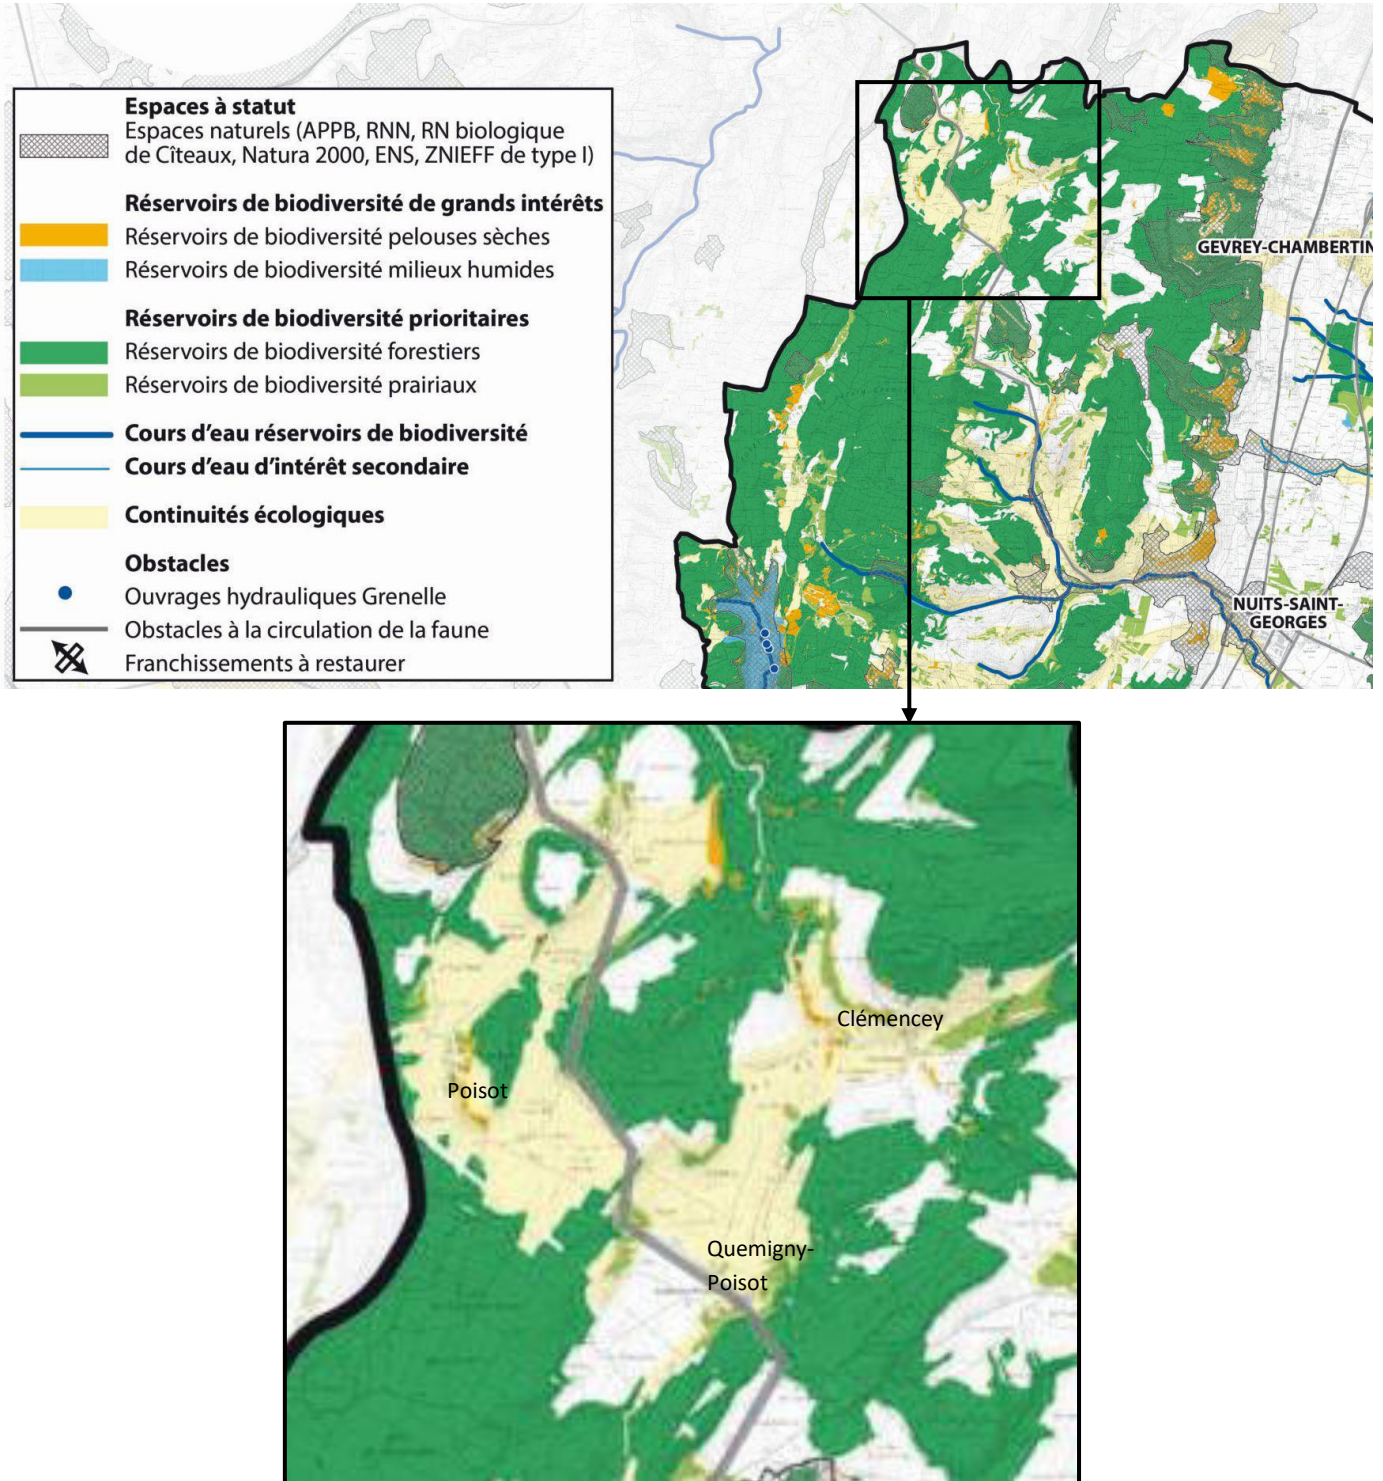 Espaces à statut
Espaces naturels (APPB, RNN, RN biologique
de Cîteaux, Natura 2000, ENS, ZNIEFF de type I)
Réservoirs de biodiversité de grands intérêts
Réservoirs de biodiversité pelouses sèches
Réservoirs de biodiversité milieux humides
Réservoirs de biodiversité prioritaires
Réservoirs de biodiversité forestiers
Réservoirs de biodiversité prairiaux
Cours d'eau réservoirs de biodiversité
Cours d'eau d'intérêt secondaire
Continuités écologiques
Obstacles
Ouvrages hydrauliques Grenelle
Obstacles à la circulation de la faune
Franchissements à restaurer
GEVREY-CHAMBERTIN
NUITS-SAINT-
GEORGES
Clémencey
Poisot
Quemigny-
Poisot